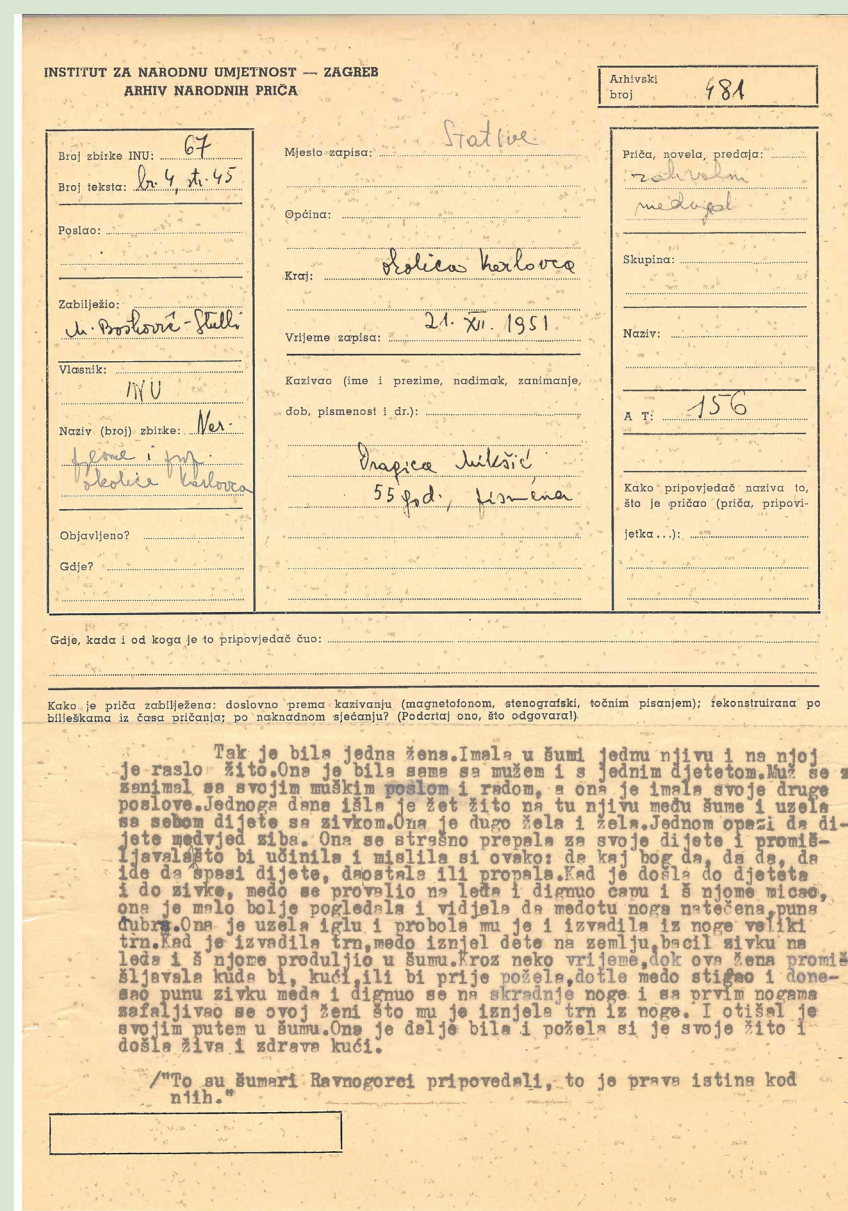 INSTITUT ZA NARODNU UMJETNOST — ZAGREB
ARHIV NARODNIH PRIČA
Arhivski
broj 481
Broj zbirke INU: 67
Broj teksta: br. 4, str. 45
Poslao:
Zabilježio:
M. Bošković-Stulli
Vlasnik:
INU
Naziv (broj) zbirke: Nar.
pjesme i
okolice Karlovca
Objavljeno?
Gdje?
Mjesto zapisa: Stative
Općina:
Kraj: okolica Karlovca
Vrijeme zapisa: 21. XII. 1951.
Kazivao (ime i prezime, nadimak, zanimanje,
dob, pismenost i dr.):
Dragica Mikšić,
55 god., pismena
Priča, novela, predaja:
zahvalni
medvjed
Skupina:
Naziv:
A T: 156
Kako pripovjedač naziva to,
što je pričao (priča, pripovi-
jetka...):
Gdje, kada i od koga je to pripovjedač čuo:
Kako je priča zabilježena: doslovno prema kazivanju (magnetofonom, stenografski, točnim pisanjem); rekonstruirana po
bilješkama iz časa pričanja; po naknadnom sjećanju? (Podcrtaj ono, što odgovara!)
Tak je bila jedna žena.Imala u šumi jednu njivu i na njoj
je raslo žito.Ona je bila sama sa mužem i s jednim djetetom.Muž se z
zanimal sa svojim muškim poslom i radom, a ona je imala svoje druge
poslove.Jednoga dana išla je žet žito na tu njivu među šume i uzela
sa sebom dijete sa zivkom.Ona je dugo žela i žela.Jednom opazi da di-
jete medvjed ziba. Ona se strašno prepala za svoje dijete i promiš-
ljavala što bi učinila i mislila si ovako: da kaj bog da, da da, da
ide da spasi dijete, daostala ili propala.Kad je došla do djeteta
i do zivke, medo se provalio na leđa i dignuo capu i š njome micao,
ona je malo bolje pogledala i vidjela da medotu noga natečena,puna
đubra.Ona je uzela iglu i probola mu je i izvadila iz noge veliki
trn.Kad je izvadila trn,medo iznjel dete na zemlju,bacil zivku na
leđa i š njome produljio u šumu.Kroz neko vrijeme,dok ova žena promiš-
šljavala kuda bi, kući,ili bi prije požela,dotle medo stigao i done-
sao punu zivku meda i dignuo se na skradnje noge i sa prvim nogama
zafaljivao se ovoj ženi što mu je iznjela trn iz noge. I otišal je
svojim putem u šumu.Ona je dalje bila i požela si je svoje žito i
došla živa i zdrava kući.
/"To su šumari Ravnogorci pripovedali, to je prava istina kod
njih."